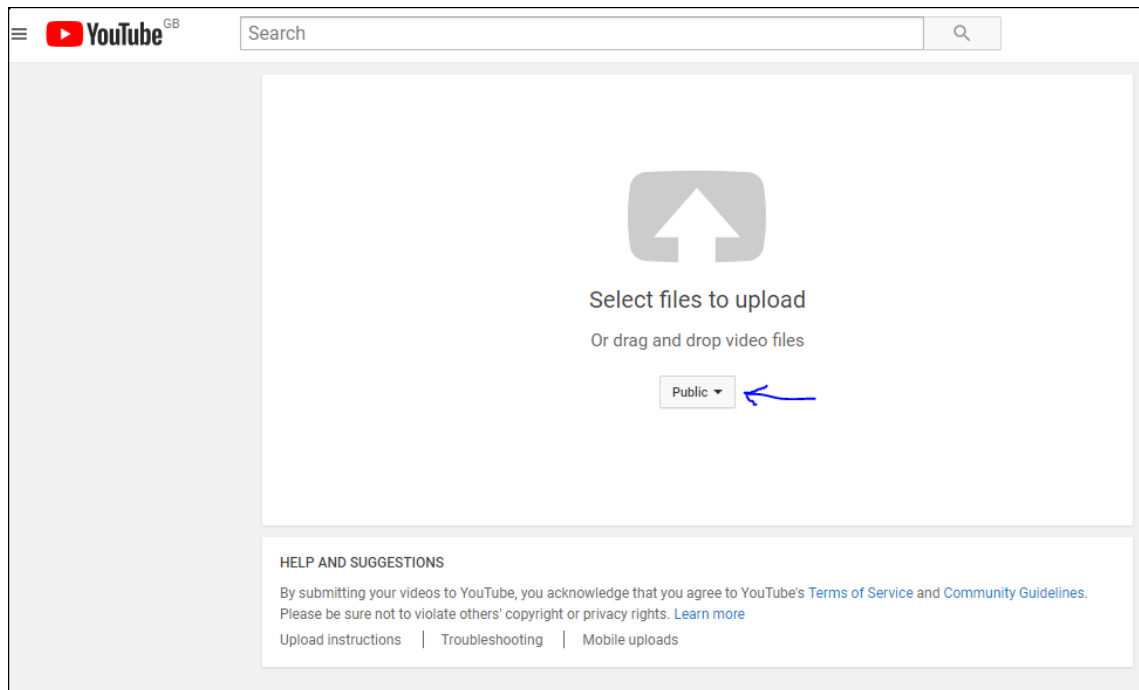 YouTube GB
Search
Select files to upload
Or drag and drop video files
Public
HELP AND SUGGESTIONS
By submitting your videos to YouTube, you acknowledge that you agree to YouTube's Terms of Service and Community Guidelines.
Please be sure not to violate others' copyright or privacy rights. Learn more
Upload instructions | Troubleshooting | Mobile uploads